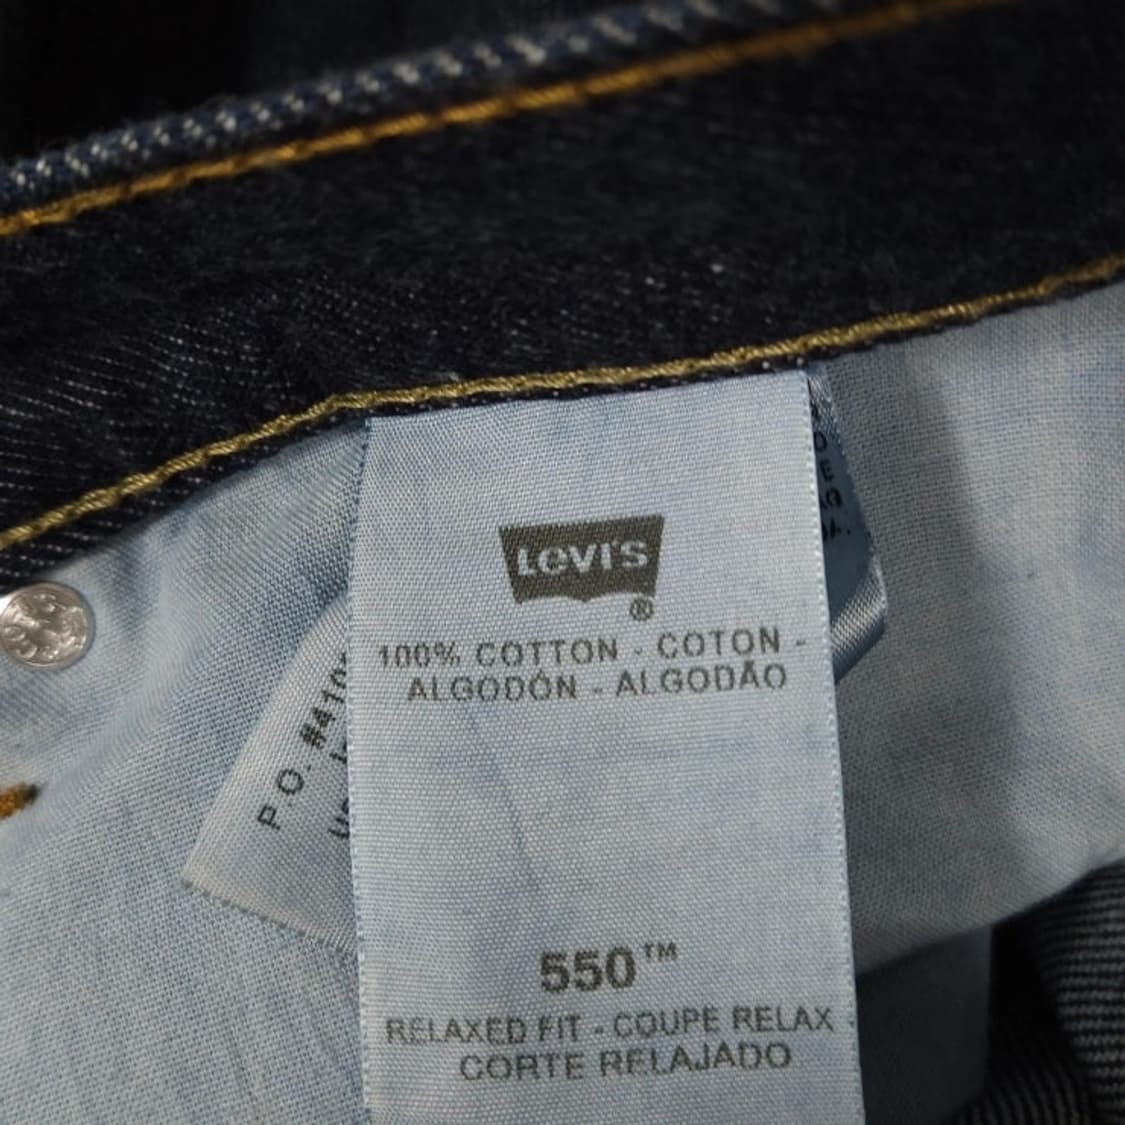 LEVI'S
®
100% COTTON - COTON -
ALGODÓN - ALGODÃO
550™
RELAXED FIT - COUPE RELAX
CORTE RELAJADO
P.O.